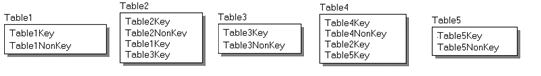 Table1
Table1Key
Table1NonKey
Table2
Table2Key
Table2NonKey
Table1Key
Table3Key
Table3
Table3Key
Table3NonKey
Table4
Table4Key
Table4NonKey
Table2Key
Table5Key
Table5
Table5Key
Table5NonKey